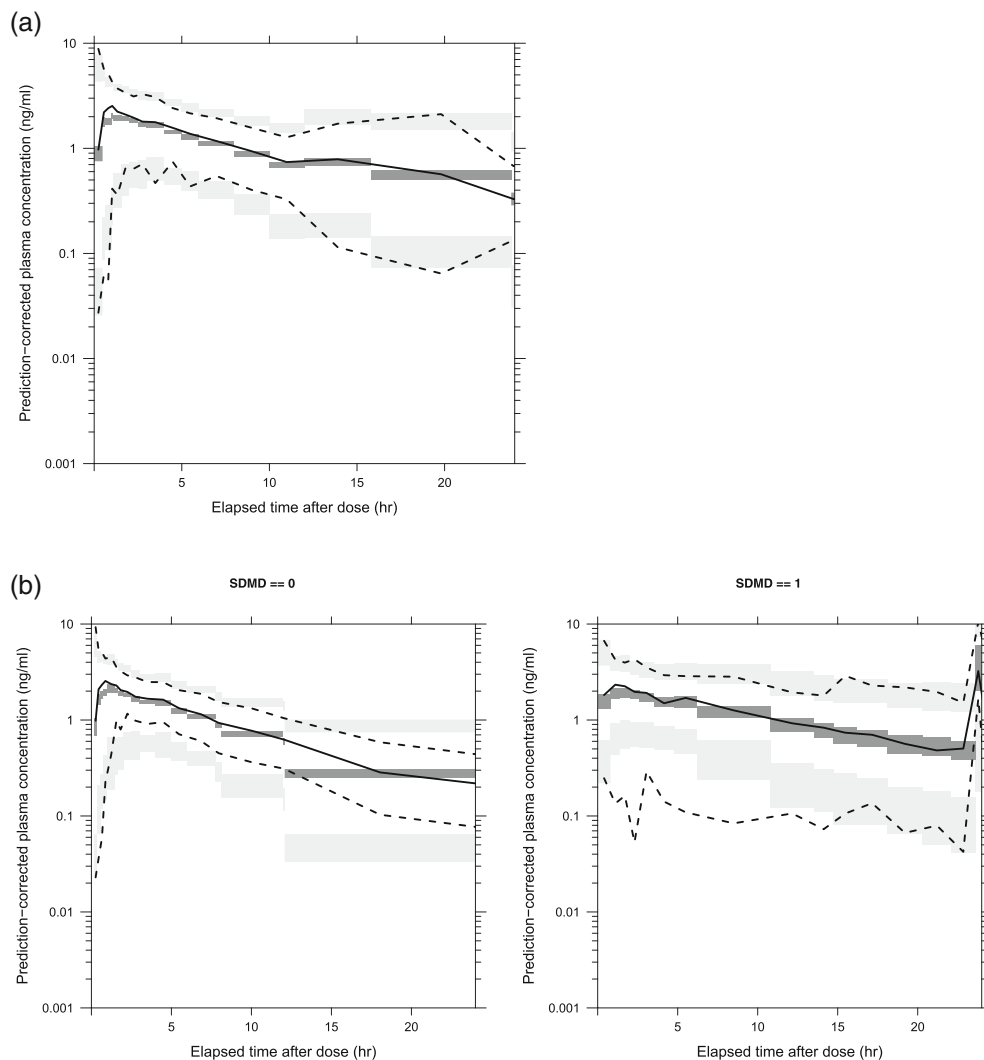 (a)
Prediction−corrected plasma concentration (ng/ml)
10
1
0.1
0.01
0.001
5 10 15 20
Elapsed time after dose (hr)
(b)
SDMD == 0
Prediction−corrected plasma concentration (ng/ml)
10
1
0.1
0.01
0.001
5 10 15 20
Elapsed time after dose (hr)
SDMD == 1
Prediction−corrected plasma concentration (ng/ml)
10
1
0.1
0.01
0.001
5 10 15 20
Elapsed time after dose (hr)